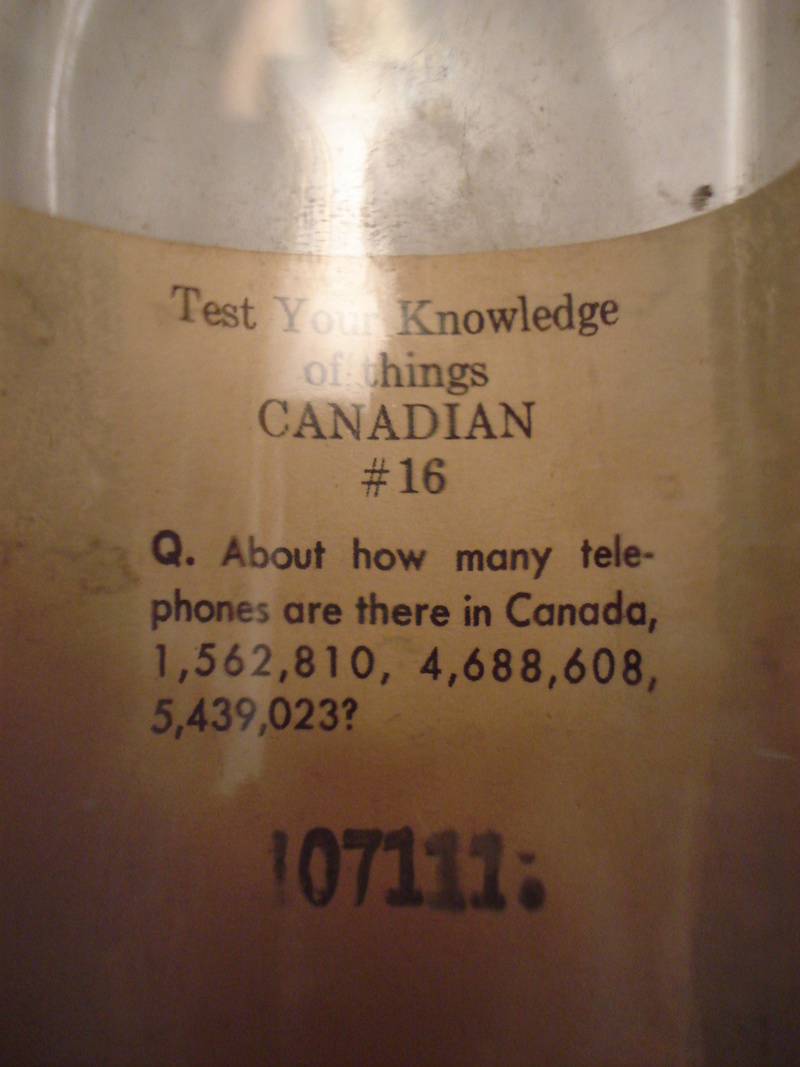 Test Your Knowledge
of things
CANADIAN
#16
Q. About how many tele-
phones are there in Canada,
1,562,810, 4,688,608,
5,439,023?